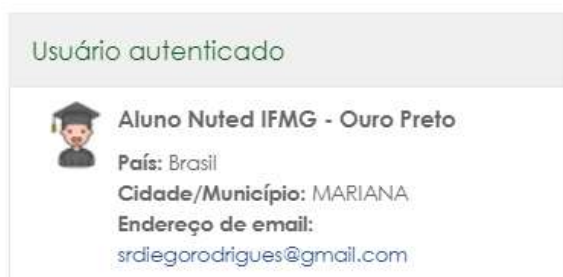 Usuário autenticado
Aluno Nuted IFMG - Ouro Preto
País: Brasil
Cidade/Município: MARIANA
Endereço de email:
srdiegorodrigues@gmail.com